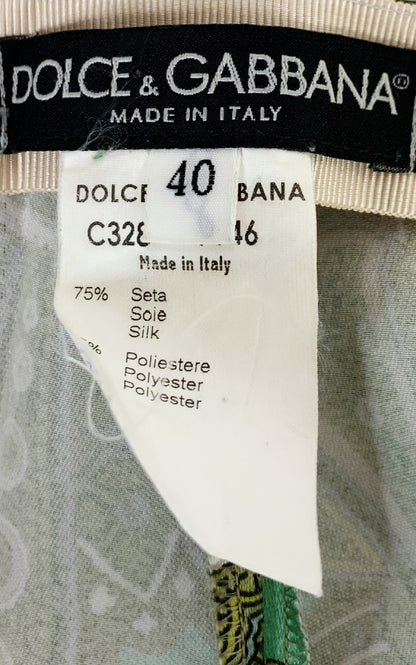 DOLCE & GABBANA®
MADE IN ITALY
40
DOLCE BANA
C328 46
Made in Italy
75% Seta
Soie
Silk
% Poliestere
Polyester
Polyester